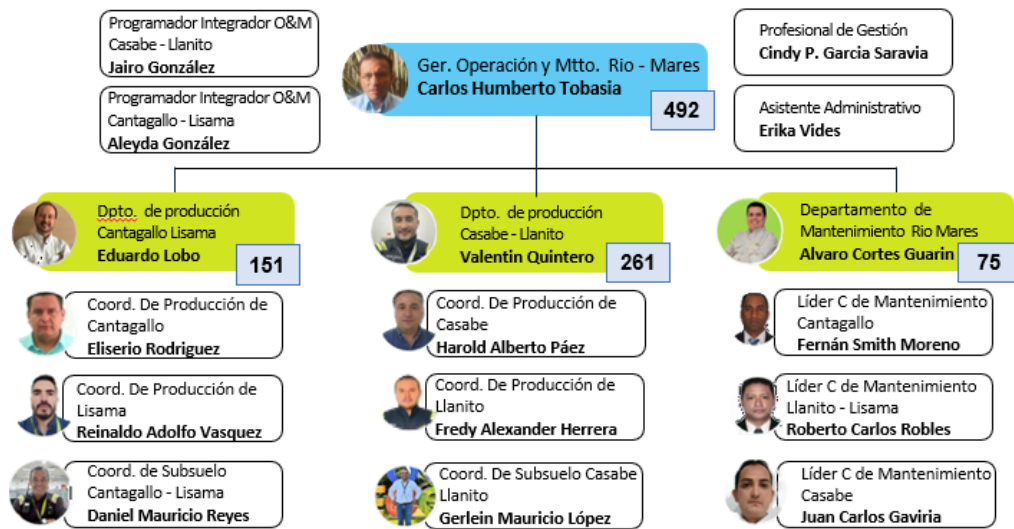 Programador Integrador O&M
Casabe - Llanito
Jairo González
Programador Integrador O&M
Cantagallo - Lisama
Aleyda González
Ger. Operación y Mtto. Rio - Mares
Carlos Humberto Tobasia
492
Profesional de Gestión
Cindy P. Garcia Saravia
Asistente Administrativo
Erika Vides
Dpto. de producción
Cantagallo Lisama
Eduardo Lobo
151
Coord. De Producción de
Cantagallo
Eliserio Rodriguez
Coord. De Producción de
Lisama
Reinaldo Adolfo Vasquez
Coord. de Subsuelo
Cantagallo - Lisama
Daniel Mauricio Reyes
Dpto. de producción
Casabe - Llanito
Valentin Quintero
261
Coord. De Producción de
Casabe
Harold Alberto Páez
Coord. De Producción de
Llanito
Fredy Alexander Herrera
Coord. De Subsuelo Casabe
Llanito
Gerlein Mauricio López
Departamento de
Mantenimiento Rio Mares
Alvaro Cortes Guarin
75
Líder C de Mantenimiento
Cantagallo
Fernán Smith Moreno
Líder C de Mantenimiento
Llanito - Lisama
Roberto Carlos Robles
Líder C de Mantenimiento
Casabe
Juan Carlos Gaviria